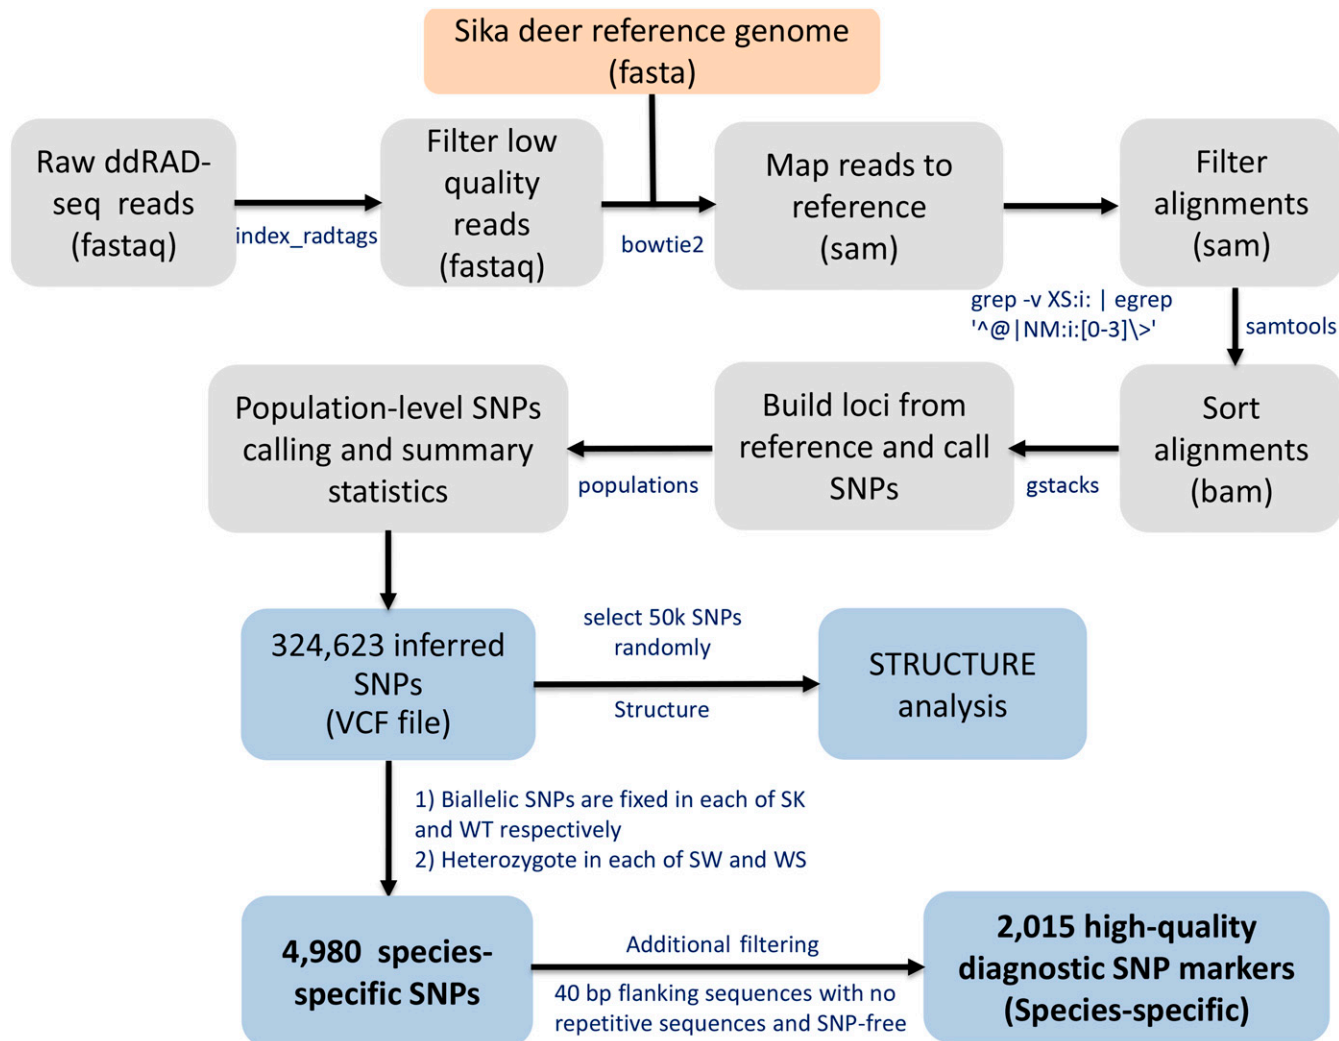 Sika deer reference genome
(fasta)
Raw ddRAD-
seq reads
(fastaq)
index_radtags
Filter low
quality
reads
(fastaq)
bowtie2
Map reads to
reference
(sam)
Filter
alignments
(sam)
grep -v XS:i: | egrep
'^@|NM:i:[0-3]\>'
samtools
Sort
alignments
(bam)
gstacks
Build loci from
reference and call
SNPs
populations
Population-level SNPs
calling and summary
statistics
324,623 inferred
SNPs
(VCF file)
select 50k SNPs
randomly
Structure
STRUCTURE
analysis
1) Biallelic SNPs are fixed in each of SK
and WT respectively
2) Heterozygote in each of SW and WS
4,980 species-
specific SNPs
Additional filtering
40 bp flanking sequences with no
repetitive sequences and SNP-free
2,015 high-quality
diagnostic SNP markers
(Species-specific)